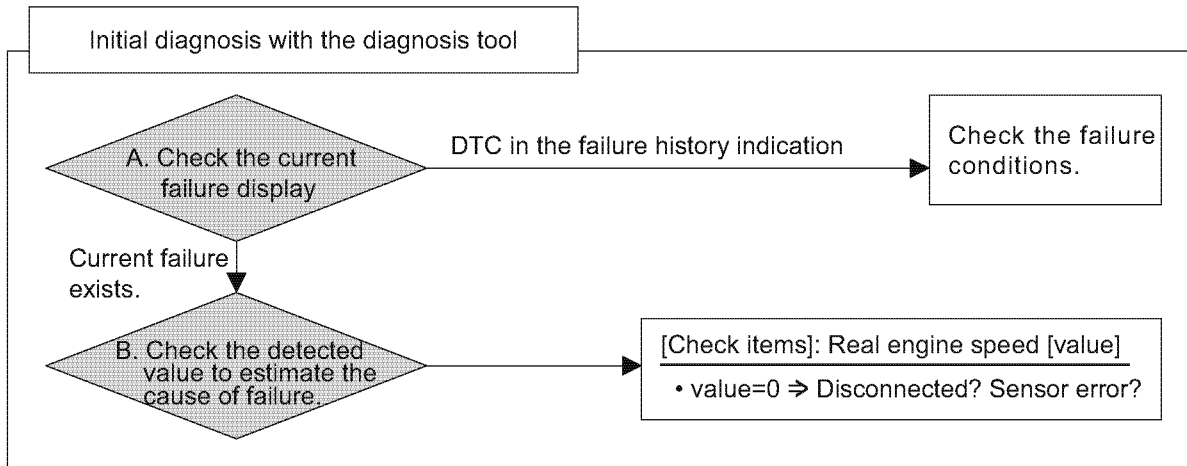 Initial diagnosis with the diagnosis tool
A. Check the current
failure display
DTC in the failure history indication
Check the failure
conditions.
Current failure
exists.
B. Check the detected
value to estimate the
cause of failure.
[Check items]: Real engine speed [value]
• value=0 ⇒ Disconnected? Sensor error?